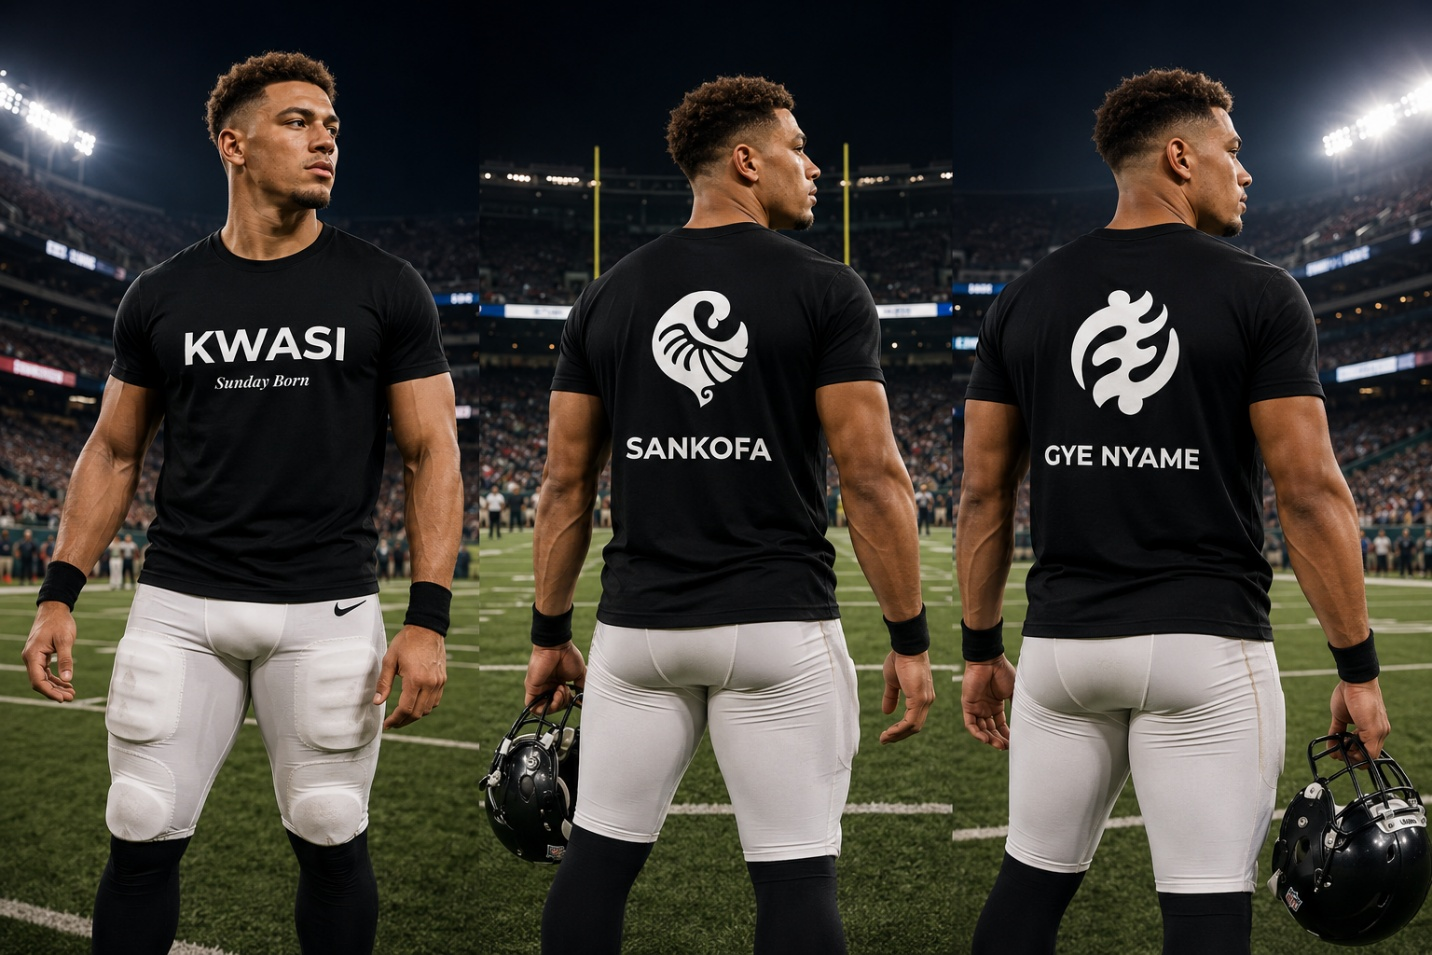 KWASI
Sunday Born
SANKOFA
GYE NYAME